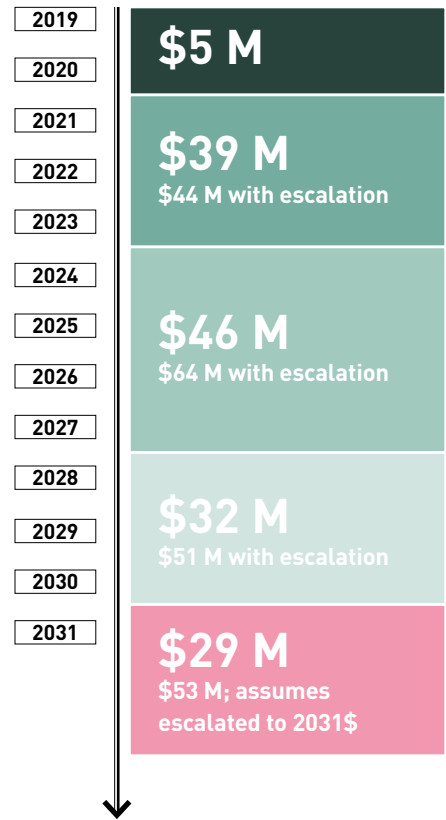 2019
2020
2021
2022
2023
2024
2025
2026
2027
2028
2029
2030
2031
$5 M
$39 M
$44 M with escalation
$46 M
$64 M with escalation
$32 M
$51 M with escalation
$29 M
$53 M; assumes
escalated to 2031$